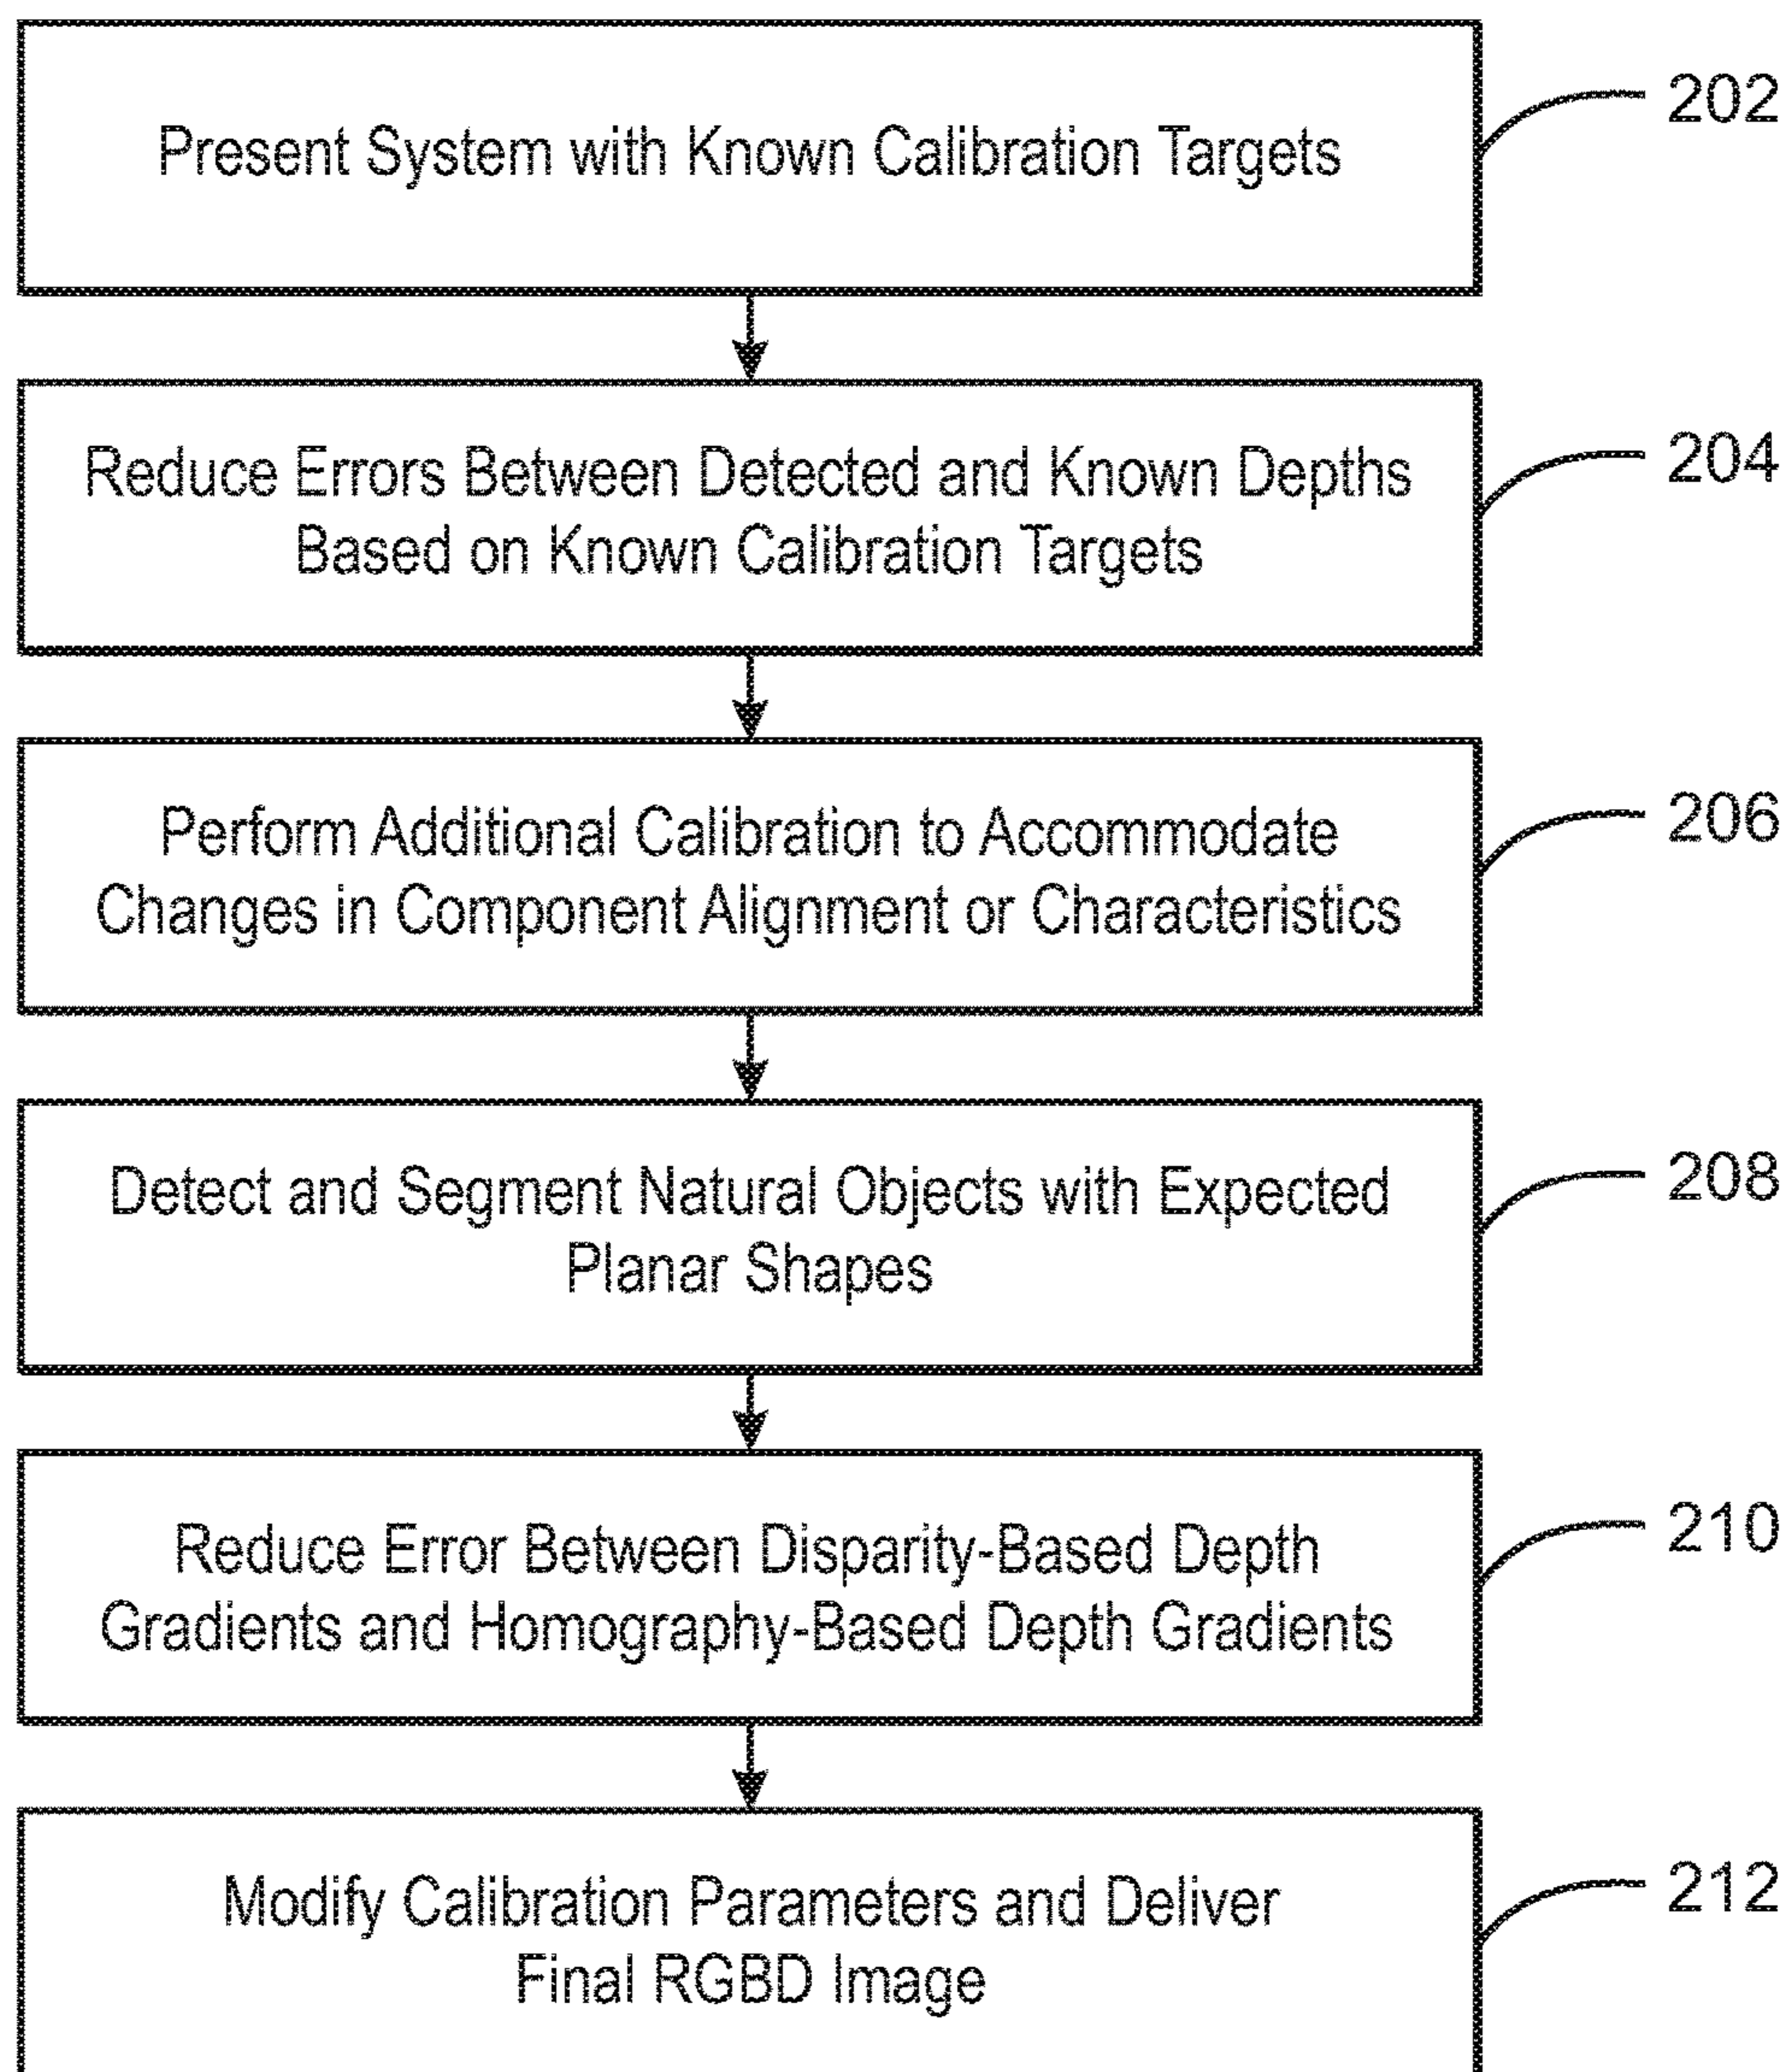 Present System with Known Calibration Targets
202
Reduce Errors Between Detected and Known Depths
Based on Known Calibration Targets
204
Perform Additional Calibration to Accommodate
Changes in Component Alignment or Characteristics
206
Detect and Segment Natural Objects with Expected
Planar Shapes
208
Reduce Error Between Disparity-Based Depth
Gradients and Homography-Based Depth Gradients
210
Modify Calibration Parameters and Deliver
Final RGBD Image
212